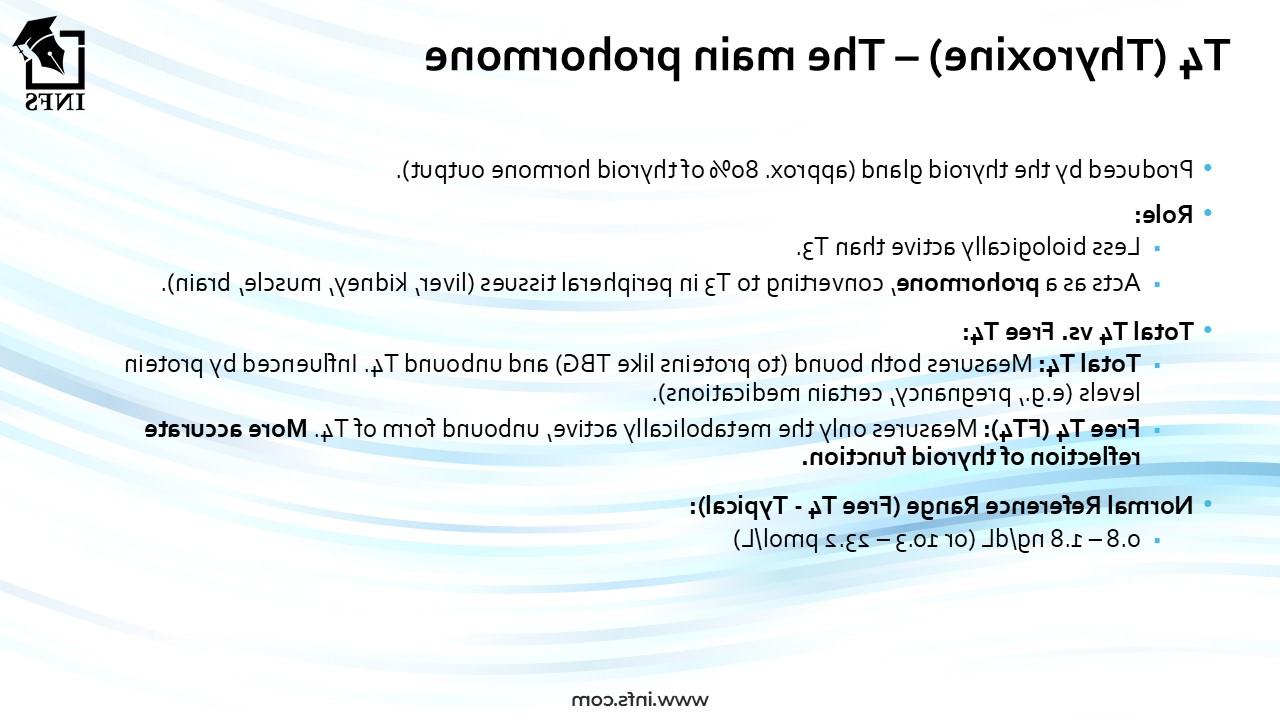 T4 (Thyroxine) – The main prohormone
INFS
• Produced by the thyroid gland (approx. 80% of thyroid hormone output).
• Role:
▪ Less biologically active than T3.
▪ Acts as a prohormone, converting to T3 in peripheral tissues (liver, kidney, muscle, brain).
• Total T4 vs. Free T4:
▪ Total T4: Measures both bound (to proteins like TBG) and unbound T4. Influenced by protein
levels (e.g., pregnancy, certain medications).
▪ Free T4 (FT4): Measures only the metabolically active, unbound form of T4. More accurate
reflection of thyroid function.
• Normal Reference Range (Free T4 - Typical):
▪ 0.8 – 1.8 ng/dL (or 10.3 – 23.2 pmol/L)
www.infs.com